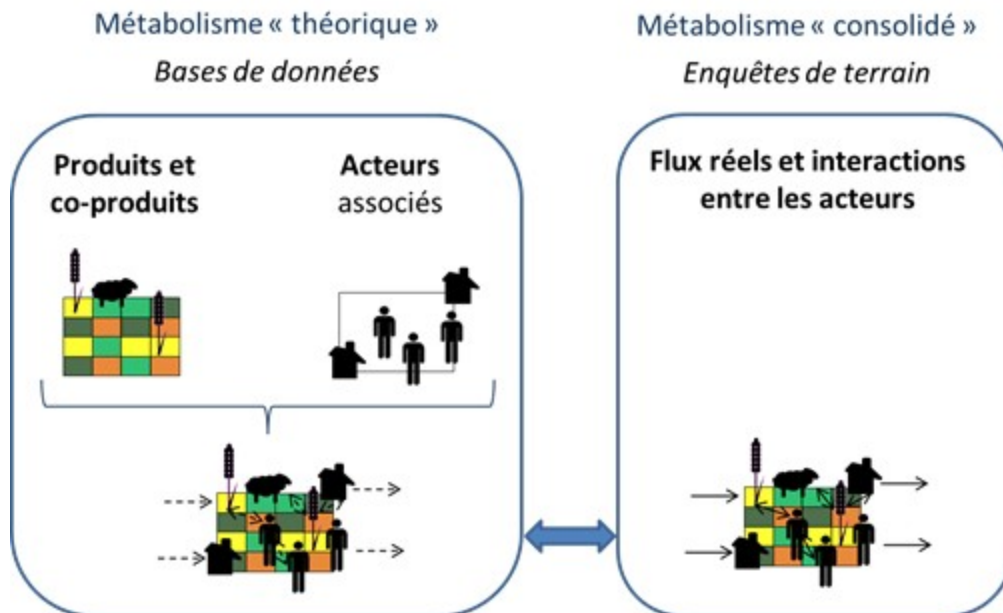 Métabolisme « théorique »
Bases de données
Produits et
co-produits
Acteurs
associés
Métabolisme « consolidé »
Enquêtes de terrain
Flux réels et interactions
entre les acteurs